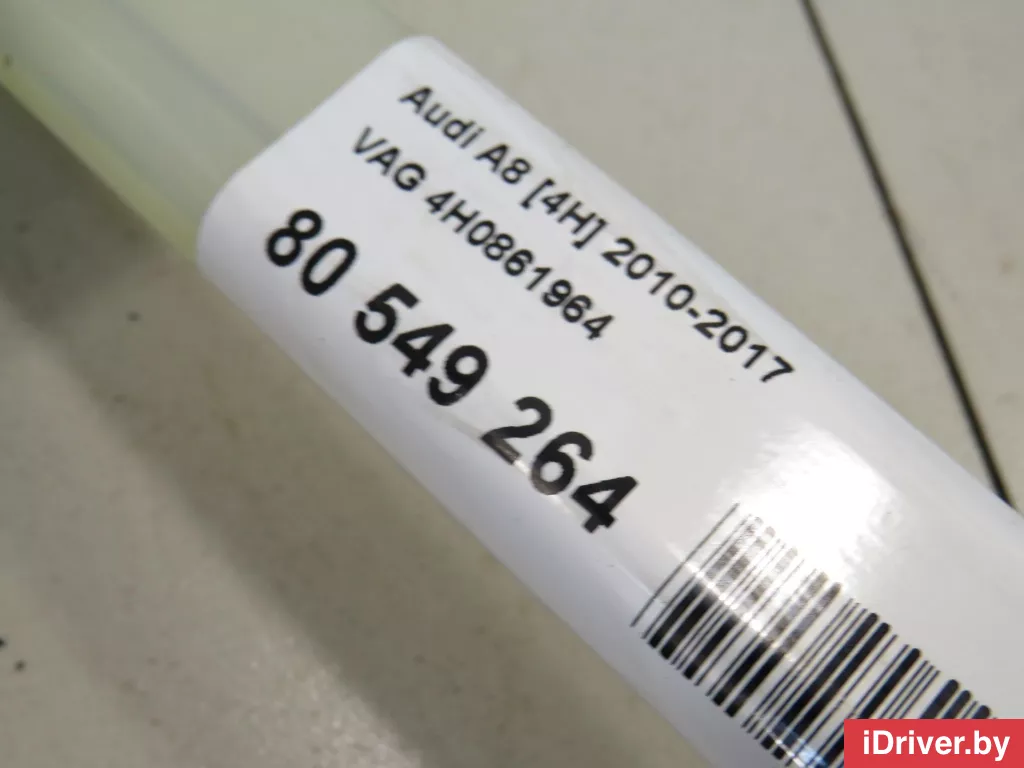 Audi A8 [4H] 2010-2017
VAG 4H0861964
80 549 264
iDriver.by